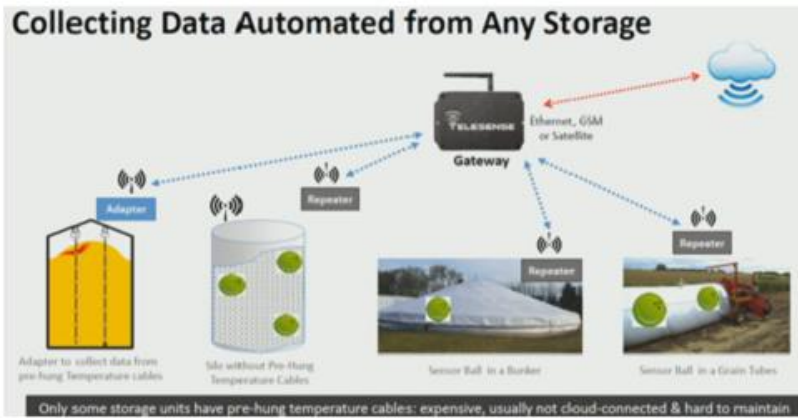 Collecting Data Automated from Any Storage
TELESENSE
Gateway
Ethernet, GSM
or Satellite
Adapter
Repeater
Repeater
Repeater
Adapter to collect data from
pre-hung Temperature cables
Silo without Pre-Hung
Temperature Cables
Sensor Ball in a Bunker
Sensor Ball in a Grain Tubes
Only some storage units have pre-hung temperature cables: expensive, usually not cloud-connected & hard to maintain